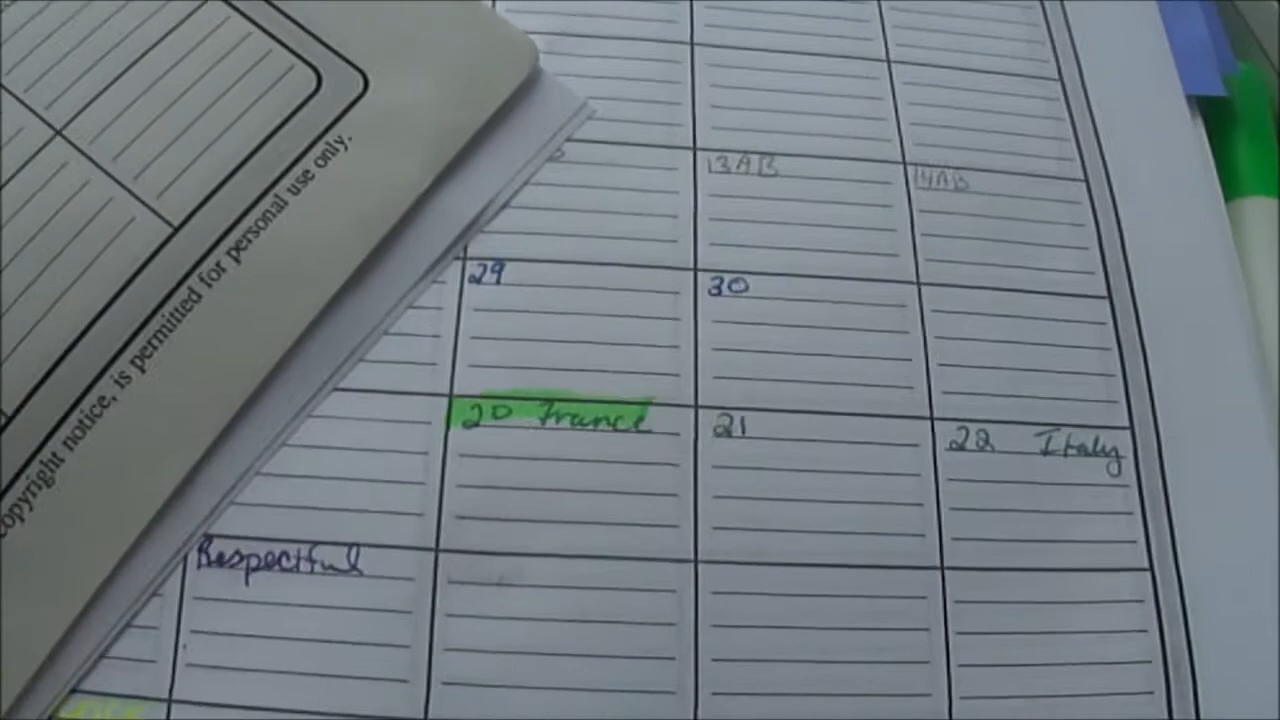 copyright notice, is permitted for personal use only.
13AB
14AB
29
30
20 France
21
22 Italy
Respectful